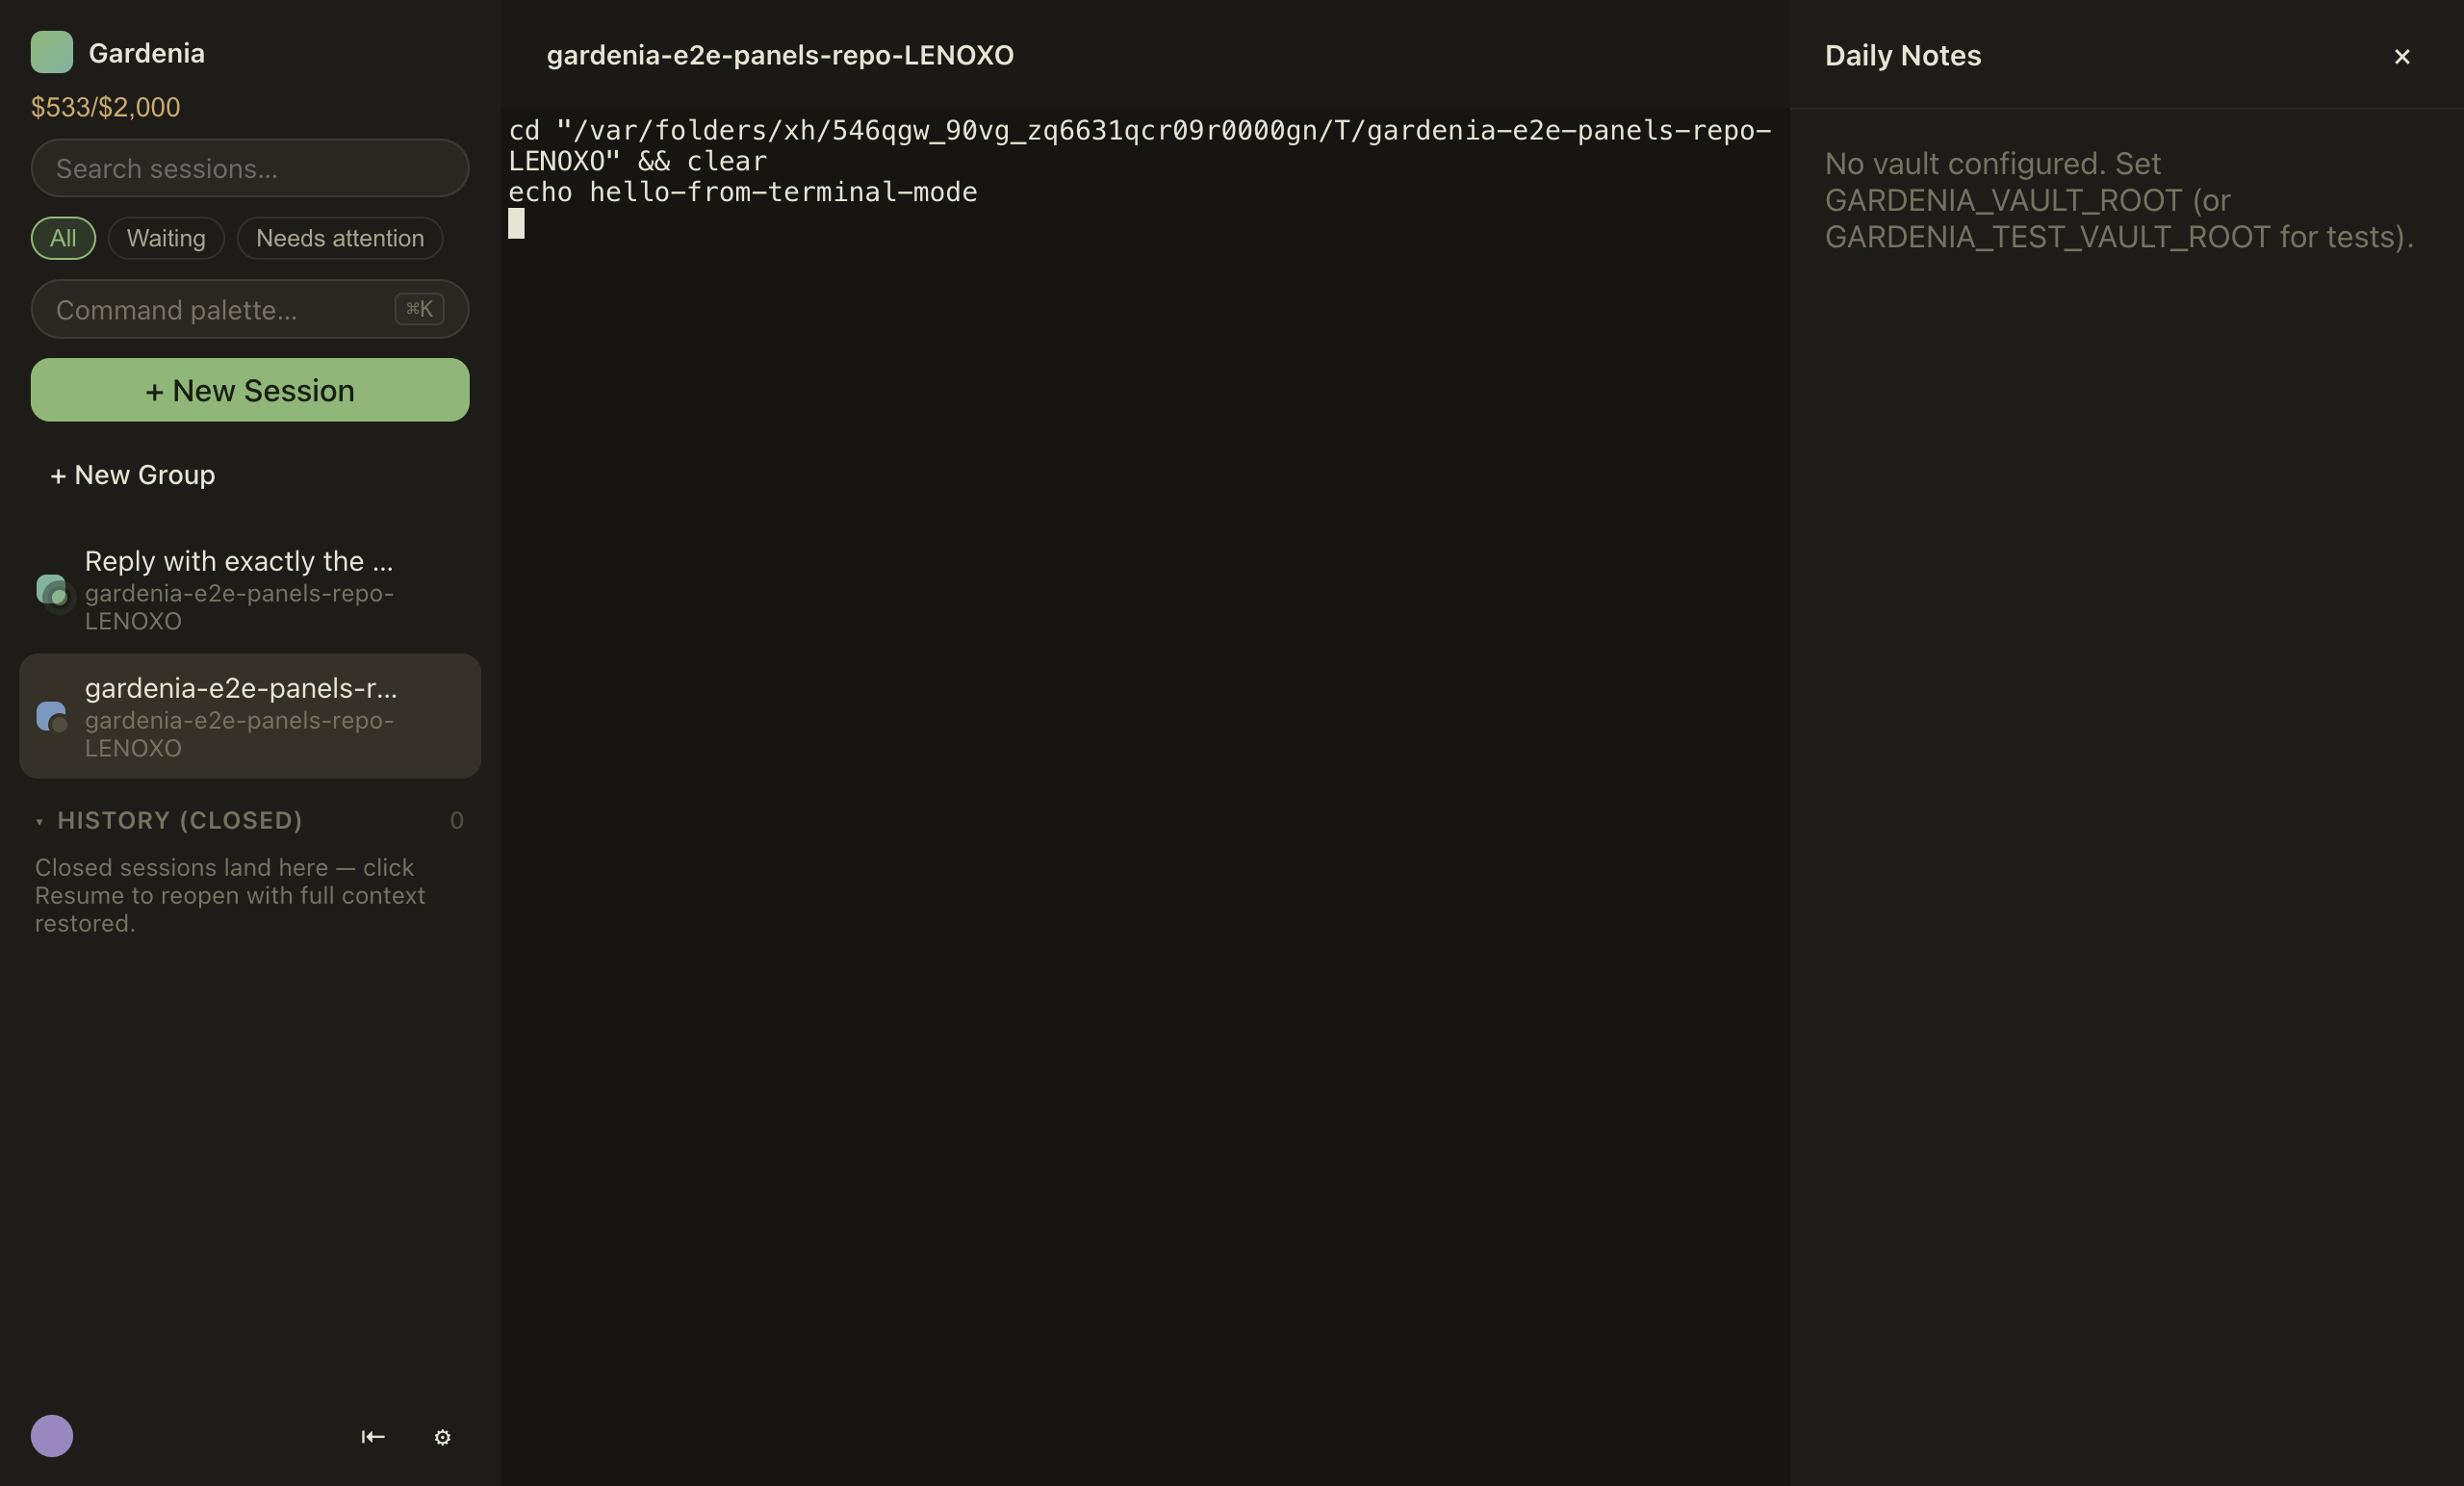 Gardenia
$533/$2,000
Search sessions...
All
Waiting
Needs attention
Command palette...
⌘K
+ New Session
+ New Group
Reply with exactly the ...
gardenia-e2e-panels-repo-
LENOXO
gardenia-e2e-panels-r...
gardenia-e2e-panels-repo-
LENOXO
HISTORY (CLOSED)
0
Closed sessions land here — click
Resume to reopen with full context
restored.
gardenia-e2e-panels-repo-LENOXO
cd "/var/folders/xh/546qgw_90vg_zq6631qcr09r0000gn/T/gardenia-e2e-panels-repo-
LENOXO" && clear
echo hello-from-terminal-mode
Daily Notes
×
No vault configured. Set
GARDENIA_VAULT_ROOT (or
GARDENIA_TEST_VAULT_ROOT for tests).